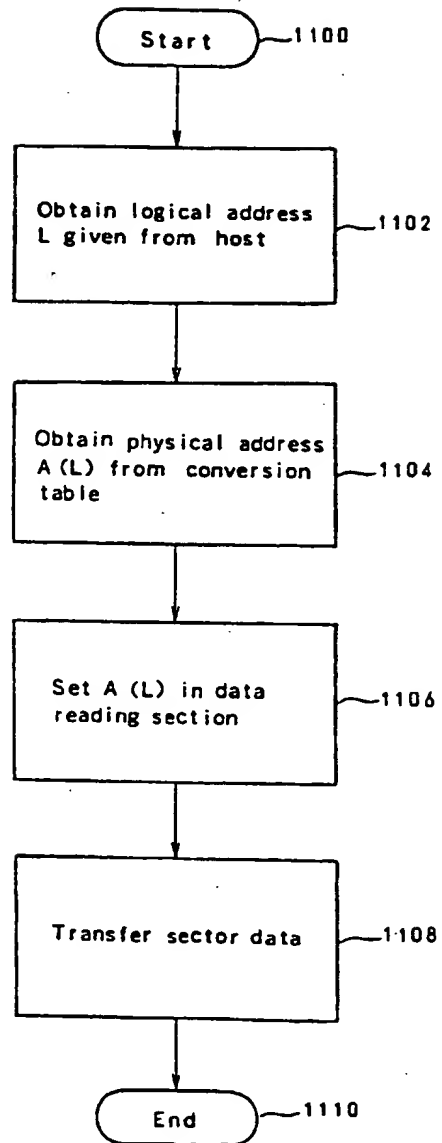 Start
1100
Obtain logical address
L given from host
1102
Obtain physical address
A (L) from conversion
table
1104
Set A (L) in data
reading section
1106
Transfer sector data
1108
End
1110